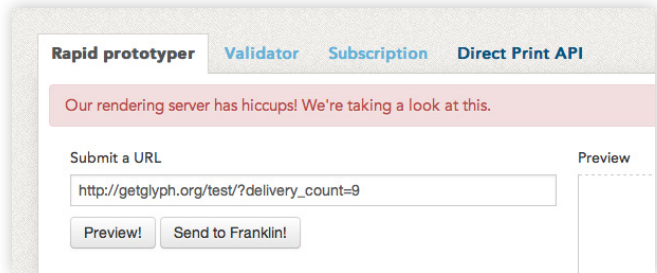 Rapid prototyper Validator Subscription Direct Print API
Our rendering server has hiccups! We're taking a look at this.
Submit a URL Preview
http://getglyph.org/test/?delivery_count=9
Preview! Send to Franklin!